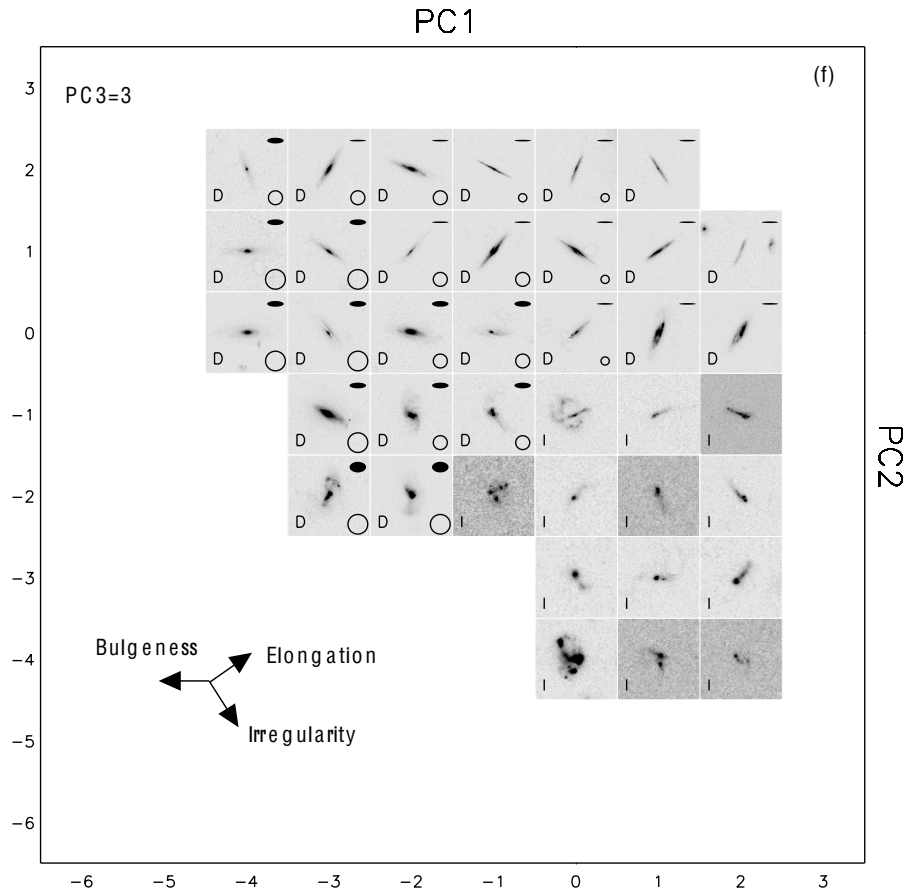 PC1
(f)
3
PC3=3
2
D D D D D D
1
D D D D D D D
0
D D D D D D D
−1
D D D I I I
PC2
−2
D D I I I I
−3
I I I
Bulgeness
Elongation
−4
I I I
Irregularity
−5
−6
−6 −5 −4 −3 −2 −1 0 1 2 3